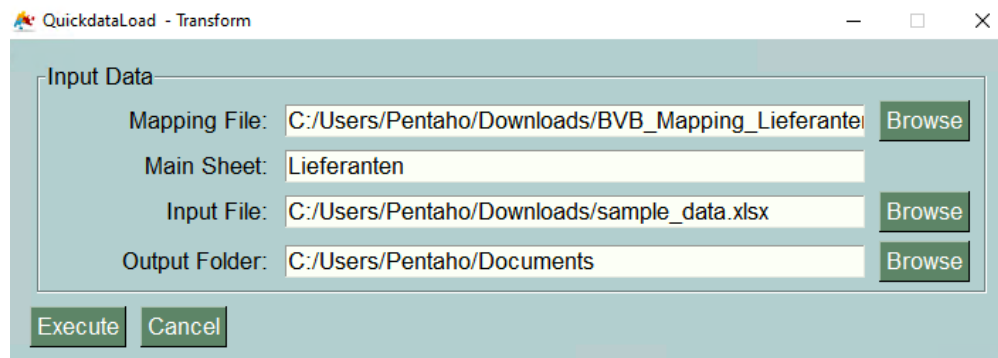 QuickdataLoad - Transform
Input Data
Mapping File: C:/Users/Pentaho/Downloads/BVB_Mapping_Lieferanten Browse
Main Sheet: Lieferanten
Input File: C:/Users/Pentaho/Downloads/sample_data.xlsx Browse
Output Folder: C:/Users/Pentaho/Documents Browse
Execute Cancel